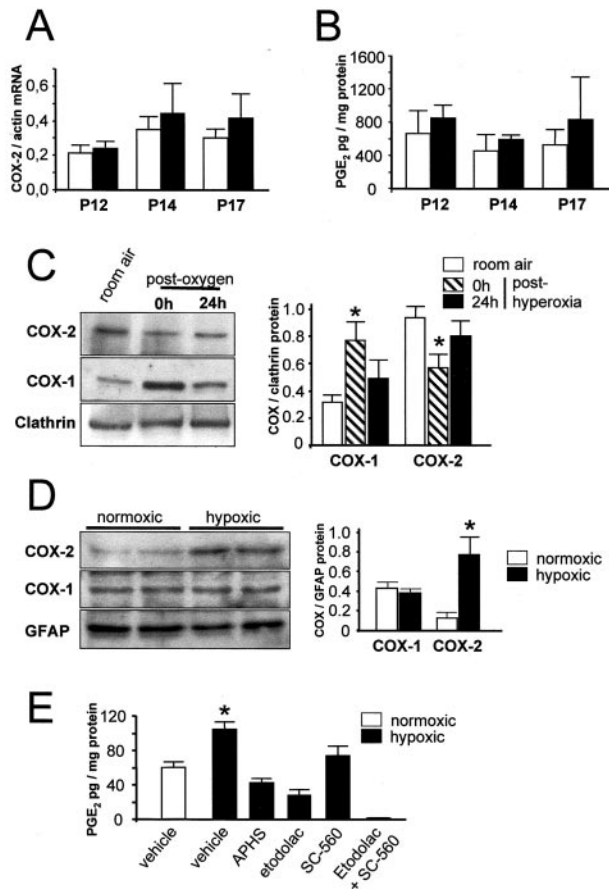 A
COX-2 / actin mRNA
0,6
0,4
0,2
0,0
P12 P14 P17
B
PGE2 pg / mg protein
1600
1200
800
400
0
P12 P14 P17
C
room air
post-oxygen
0h 24h
COX-2
COX-1
Clathrin
room air
0h
24h
post-
hyperoxia
COX / clathrin protein
1.0
0.8
0.6
0.4
0.2
0
* *
COX-1 COX-2
D
normoxic hypoxic
COX-2
COX-1
GFAP
COX / GFAP protein
1.0
0.8
0.6
0.4
0.2
0
*
COX-1 COX-2
normoxic
hypoxic
E
PGE2 pg / mg protein
120
80
40
0
*
vehicle
vehicle
APHS
etodolac
SC-560
Etodolac
+ SC-560
normoxic
hypoxic